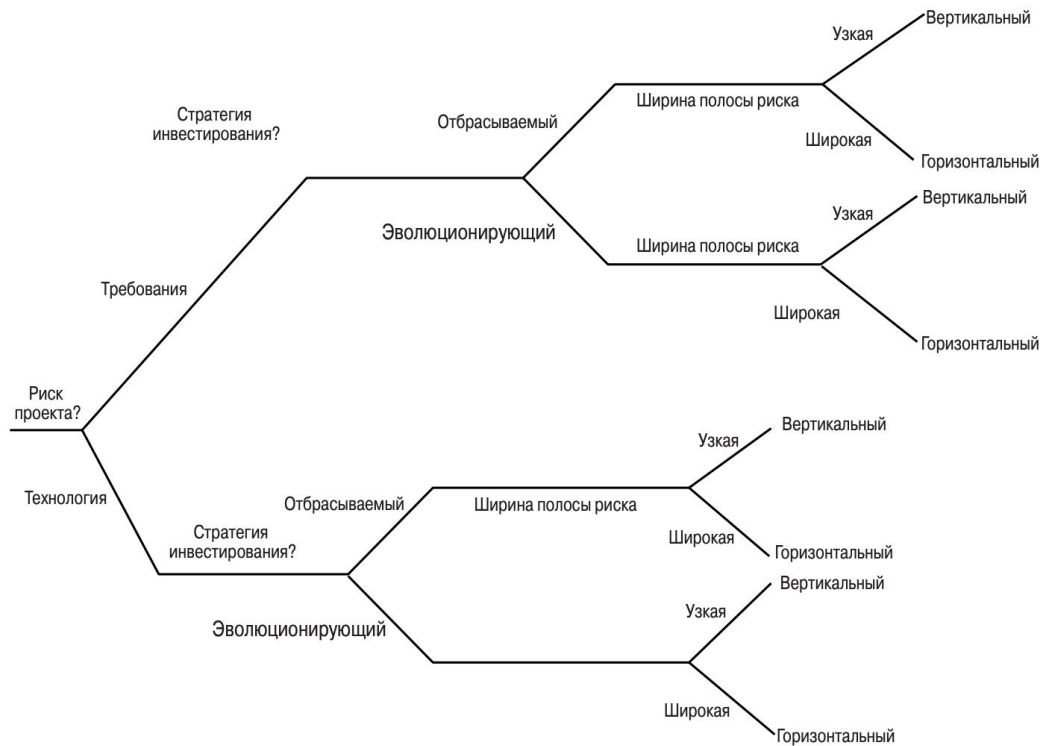 Вертикальный
Узкая
Стратегия
инвестирования?
Отбрасываемый
Ширина полосы риска
Широкая
Горизонтальный
Вертикальный
Узкая
Эволюционирующий
Ширина полосы риска
Требования
Широкая
Горизонтальный
Риск
проекта?
Вертикальный
Узкая
Технология
Отбрасываемый
Ширина полосы риска
Стратегия
инвестирования?
Широкая
Горизонтальный
Вертикальный
Узкая
Эволюционирующий
Широкая
Горизонтальный